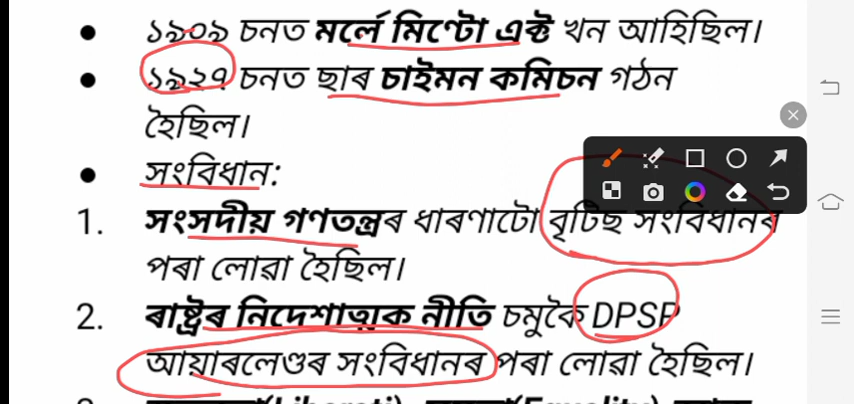 ● ১৯০৯ চনত মৰ্লে মিণ্টো এক্ট খন আহিছিল।
● ১৯২৭ চনত ছাৰ চাইমন কমিচন গঠন
হৈছিল।
● সংবিধান:
1. সংসদীয় গণতন্ত্ৰৰ ধাৰণাটো বৃটিছ সংবিধানৰ
পৰা লোৱা হৈছিল।
2. ৰাষ্ট্ৰৰ নিৰ্দেশাত্মক নীতি চমুকৈ DPSP
আয়াৰলেণ্ডৰ সংবিধানৰ পৰা লোৱা হৈছিল।